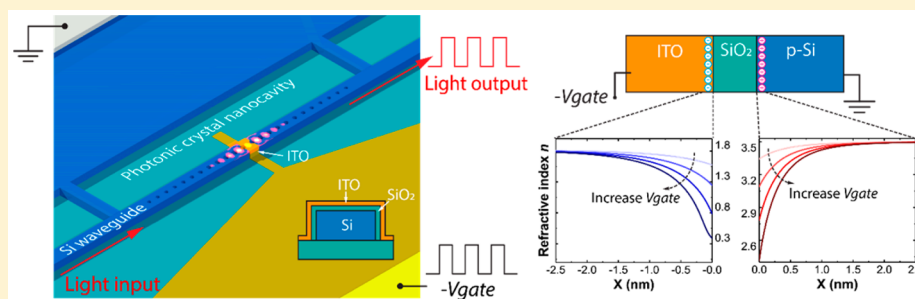 Light output
Photonic crystal nanocavity
ITO
Si waveguide
Light input
ITO
SiO₂
Si
-Vgate
ITO
SiO₂
p-Si
-Vgate
Refractive index n
1.8
1.3
0.8
0.3
Increase Vgate
-2.5 -2.0 -1.5 -1.0 -0.5 -0.0
X (nm)
3.5
3.2
2.9
2.6
Increase Vgate
0.0 0.5 1.0 1.5 2.0 2.5
X (nm)